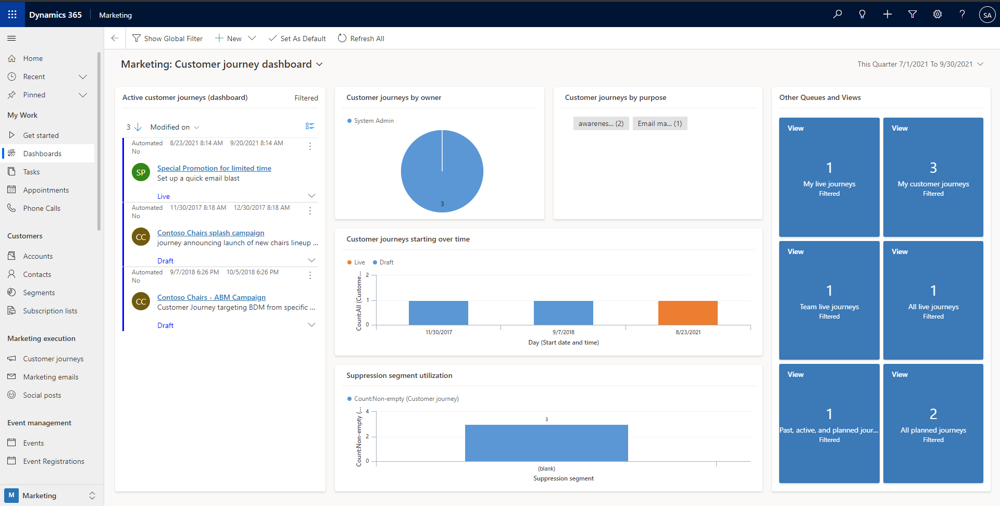 Dynamics 365
Marketing
SA
Show Global Filter
New
Set As Default
Refresh All
Home
Recent
Pinned
My Work
Get started
Dashboards
Tasks
Appointments
Phone Calls
Customers
Accounts
Contacts
Segments
Subscription lists
Marketing execution
Customer journeys
Marketing emails
Social posts
Event management
Events
Event Registrations
M
Marketing
Marketing: Customer journey dashboard
This Quarter 7/1/2021 To 9/30/2021
Active customer journeys (dashboard)
Filtered
3
Modified on
Automated 8/23/2021 8:14 AM 9/20/2021 8:14 AM
No
SP
Special Promotion for limited time
Set up a quick email blast
Live
Automated 11/30/2017 8:18 AM 12/30/2017 8:18 AM
No
CC
Contoso Chairs splash campaign
journey announcing launch of new chairs lineup ...
Draft
Automated 9/7/2018 6:26 PM 10/5/2018 6:26 PM
No
CC
Contoso Chairs - ABM Campaign
Customer Journey targeting BDM from specific ...
Draft
Customer journeys by owner
System Admin
3
Customer journeys by purpose
awarenes... (2)
Email ma... (1)
Customer journeys starting over time
Live
Draft
Count:All (Custome...
2
1
0
11/30/2017
9/7/2018
8/23/2021
Day (Start date and time)
Suppression segment utilization
Count:Non-empty (Customer journey)
Count:Non-empty (...
4
2
0
3
(blank)
Suppression segment
Other Queues and Views
View
1
My live journeys
Filtered
View
3
My customer journeys
Filtered
View
1
Team live journeys
Filtered
View
1
All live journeys
Filtered
View
1
Past, active, and planned jour...
Filtered
View
2
All planned journeys
Filtered